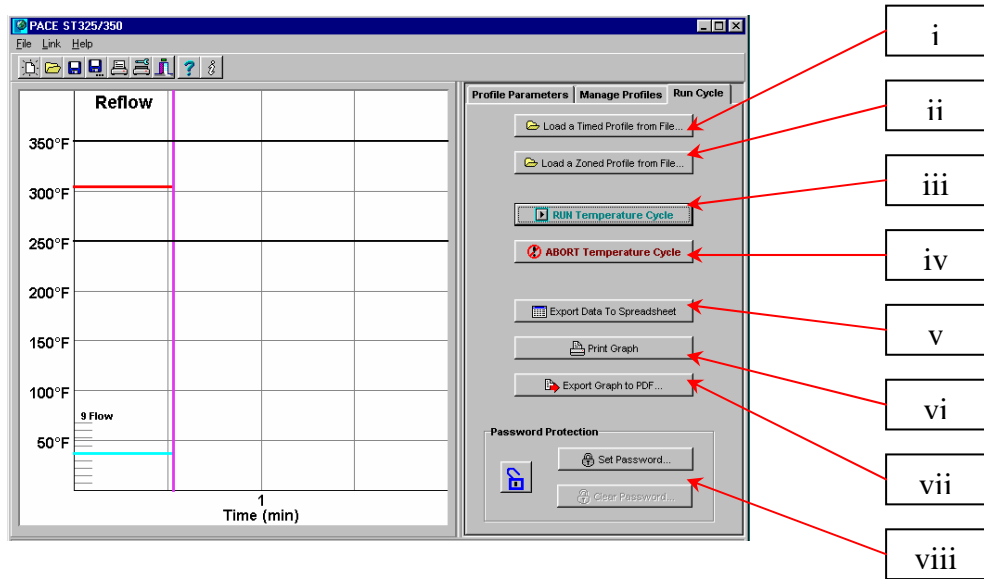 PACE ST325/350
File Link Help
Reflow
350°F
300°F
250°F
200°F
150°F
100°F
9 Flow
50°F
1
Time (min)
Profile Parameters
Manage Profiles
Run Cycle
Load a Timed Profile from File...
Load a Zoned Profile from File...
RUN Temperature Cycle
ABORT Temperature Cycle
Export Data To Spreadsheet
Print Graph
Export Graph to PDF...
Password Protection
Set Password...
Clear Password...
i
ii
iii
iv
v
vi
vii
viii